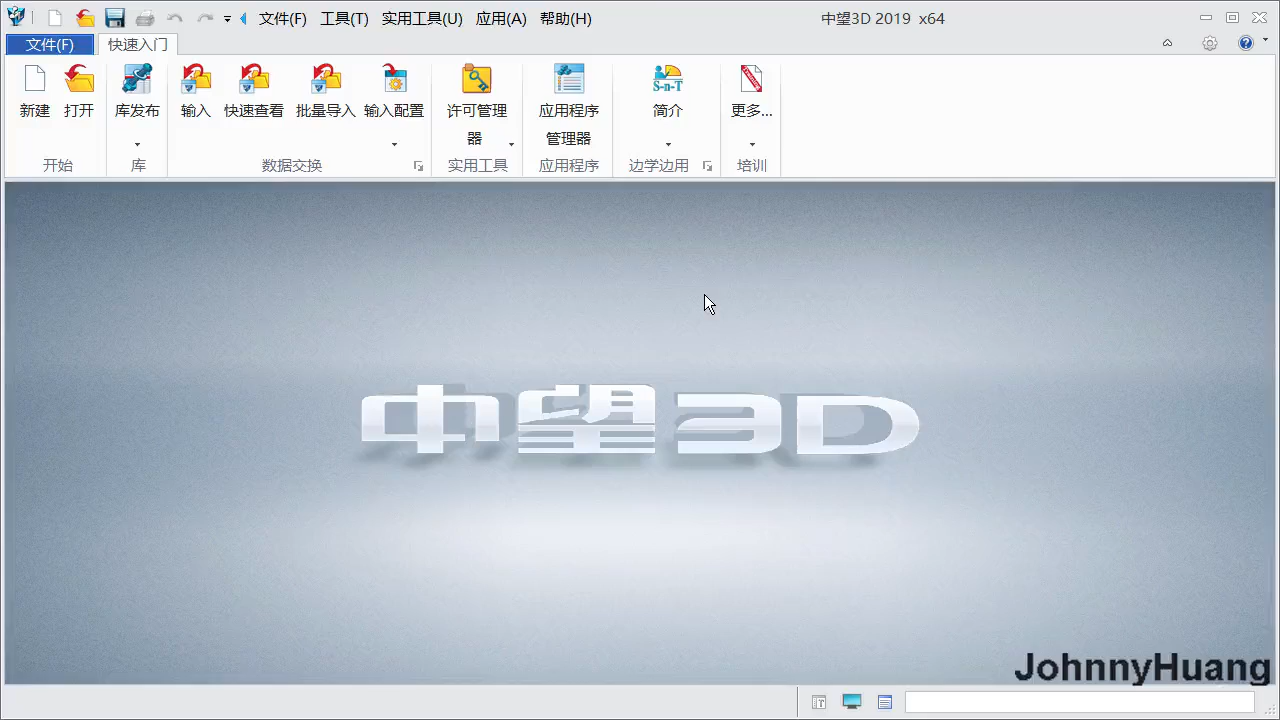 文件(F) 工具(T) 实用工具(U) 应用(A) 帮助(H) 中望3D 2019 x64
文件(F) 快速入门
新建 打开 库发布 输入 快速查看 批量导入 输入配置 许可管理器 应用程序管理器 简介 更多...
S-n-T
开始 库 数据交换 实用工具 应用程序 边学边用 培训
中望3D
JohnnyHuang